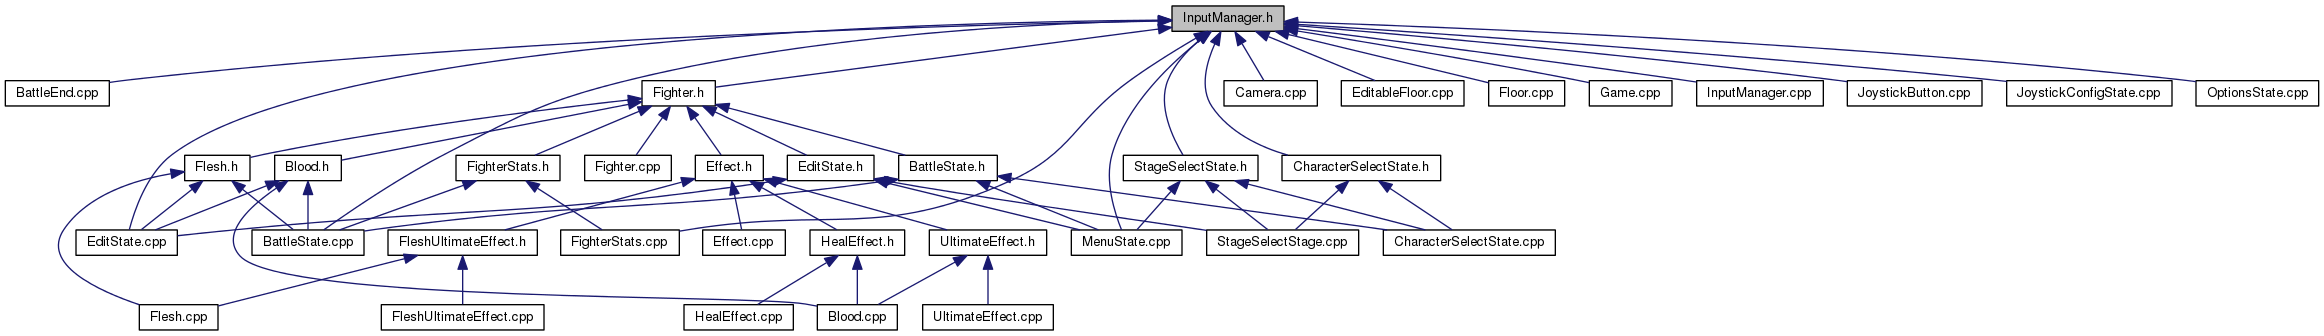 InputManager.h
BattleEnd.cpp
Fighter.h
Camera.cpp
EditableFloor.cpp
Floor.cpp
Game.cpp
InputManager.cpp
JoystickButton.cpp
JoystickConfigState.cpp
OptionsState.cpp
Flesh.h
Blood.h
FighterStats.h
Fighter.cpp
Effect.h
EditState.h
BattleState.h
StageSelectState.h
CharacterSelectState.h
EditState.cpp
BattleState.cpp
FleshUltimateEffect.h
FighterStats.cpp
Effect.cpp
HealEffect.h
UltimateEffect.h
MenuState.cpp
StageSelectStage.cpp
CharacterSelectState.cpp
Flesh.cpp
FleshUltimateEffect.cpp
HealEffect.cpp
Blood.cpp
UltimateEffect.cpp